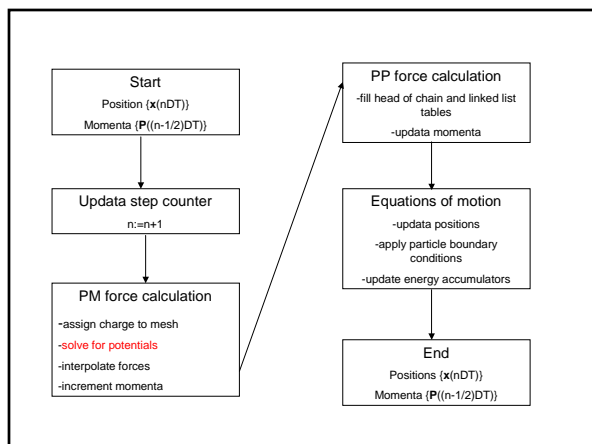 Start
Position {x(nDT)}
Momenta {P((n-1/2)DT)}
Updata step counter
n:=n+1
PM force calculation
-assign charge to mesh
-solve for potentials
-interpolate forces
-increment momenta
PP force calculation
-fill head of chain and linked list
tables
-updata momenta
Equations of motion
-updata positions
-apply particle boundary
conditions
-update energy accumulators
End
Positions {x(nDT)}
Momenta {P((n-1/2)DT)}